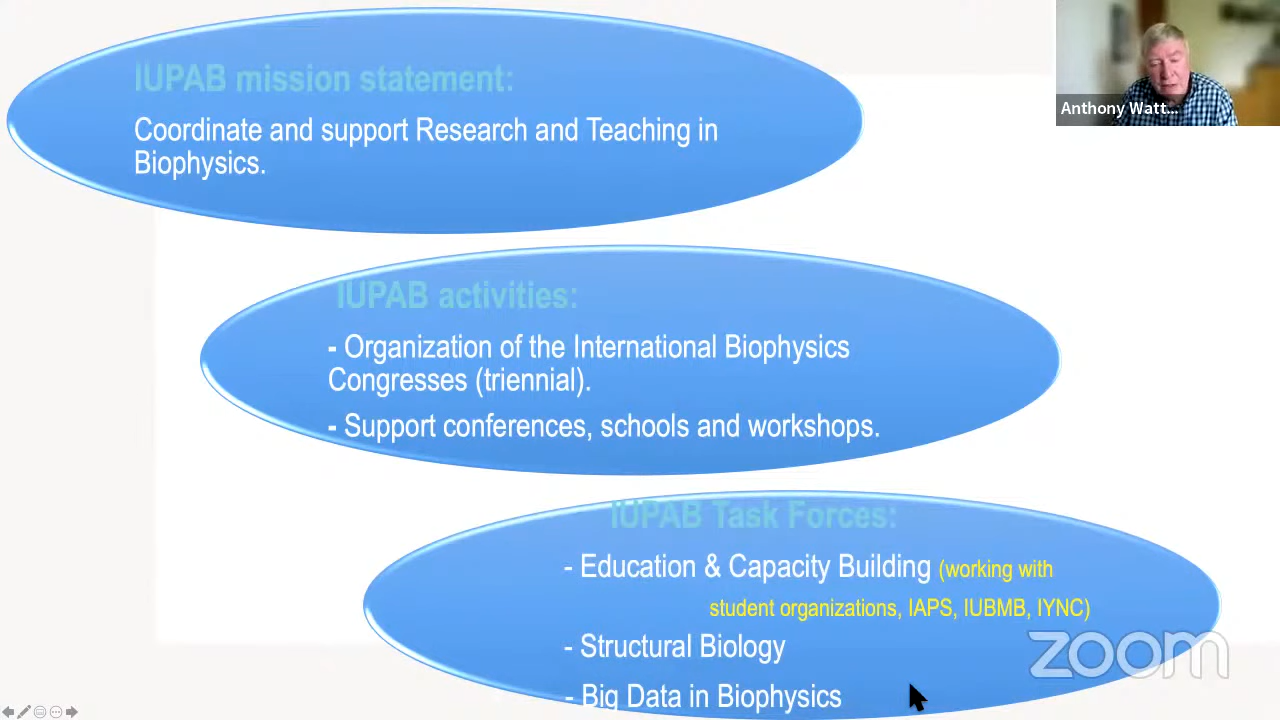 IUPAB mission statement:
Coordinate and support Research and Teaching in
Biophysics.
Anthony Watt...
IUPAB activities:
- Organization of the International Biophysics
Congresses (triennial).
- Support conferences, schools and workshops.
IUPAB Task Forces:
- Education & Capacity Building (working with
student organizations, IAPS, IUBMB, IYNC)
- Structural Biology
- Big Data in Biophysics
zoom